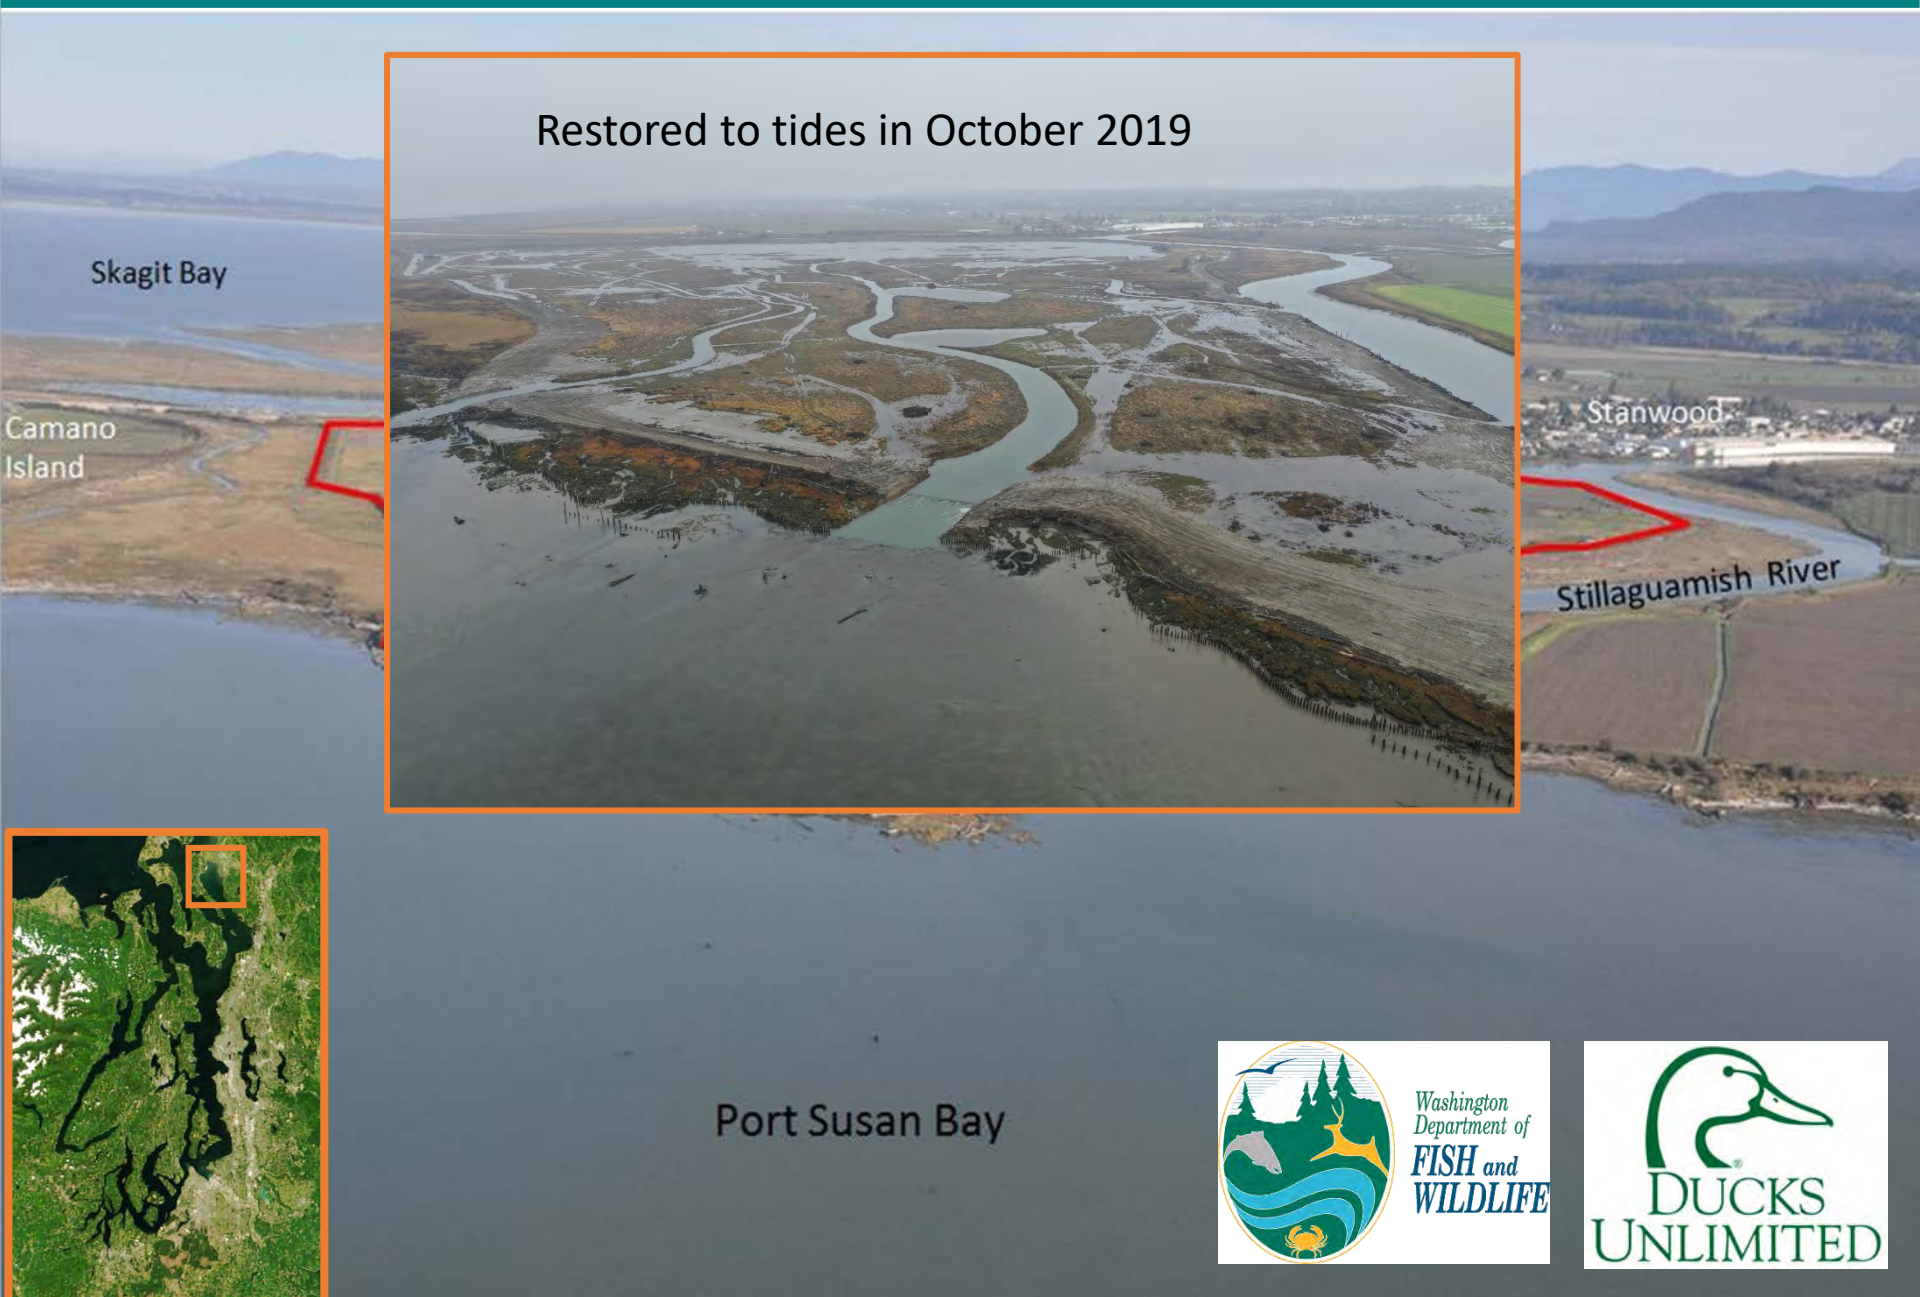 Restored to tides in October 2019
Skagit Bay
Camano
Island
Stanwood
Stillaguamish River
Port Susan Bay
Washington
Department of
FISH and
WILDLIFE
DUCKS
UNLIMITED